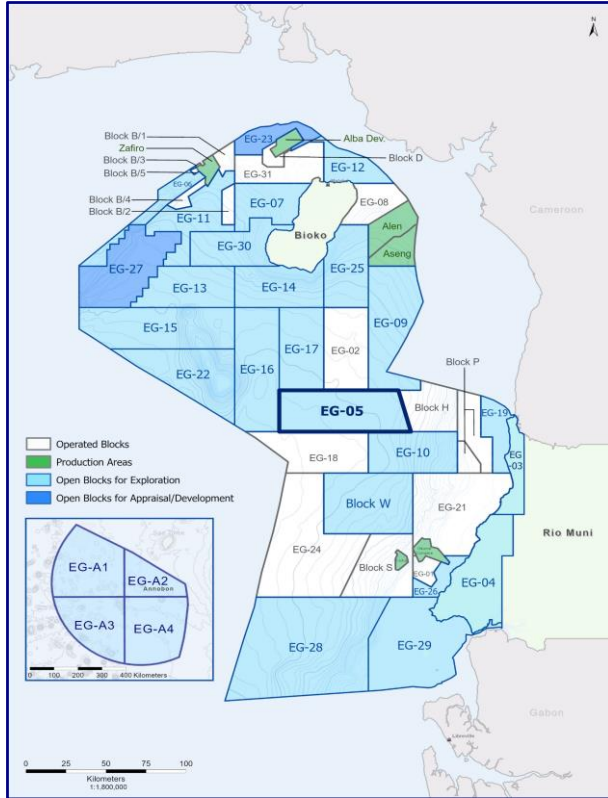 N
Block B/1
Zafiro
Block B/3
Block B/5
Block B/4
Block B/2
EG-23
Alba Dev.
Block D
EG-31
EG-12
EG-06
EG-11
EG-07
EG-08
Bioko
Alen
Aseng
Cameroon
EG-30
EG-27
EG-25
EG-13
EG-14
EG-09
EG-15
EG-17
EG-02
EG-22
EG-16
Block P
EG-05
Block H
EG-19
EG
-03
EG-18
EG-10
Operated Blocks
Production Areas
Open Blocks for Exploration
Open Blocks for Appraisal/Development
Block W
EG-21
Rio Muni
EG-24
Block S
EG-01
EG-26
EG-04
EG-28
EG-29
EG-A1
EG-A2
Annobon
EG-A3
EG-A4
0 100 200 400 Kilometers
Gabon
Libreville
0 25 50 75 100
Kilometers
1:1,800,000